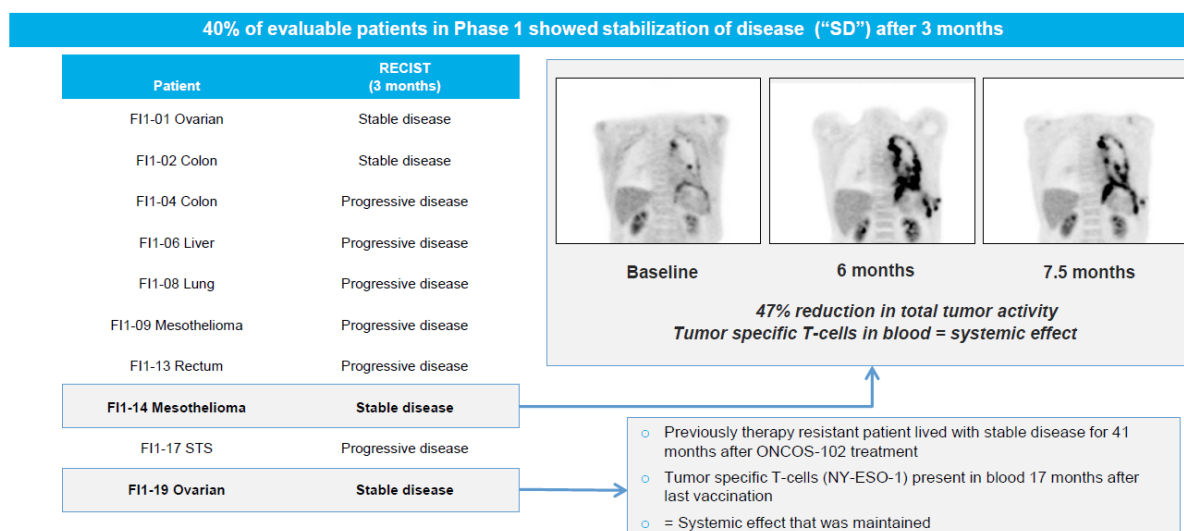 40% of evaluable patients in Phase 1 showed stabilization of disease (“SD”) after 3 months
Patient
RECIST
(3 months)
FI1-01 Ovarian
Stable disease
FI1-02 Colon
Stable disease
FI1-04 Colon
Progressive disease
FI1-06 Liver
Progressive disease
FI1-08 Lung
Progressive disease
FI1-09 Mesothelioma
Progressive disease
FI1-13 Rectum
Progressive disease
FI1-14 Mesothelioma
Stable disease
FI1-17 STS
Progressive disease
FI1-19 Ovarian
Stable disease
Baseline
6 months
7.5 months
47% reduction in total tumor activity
Tumor specific T-cells in blood = systemic effect
Previously therapy resistant patient lived with stable disease for 41
months after ONCOS-102 treatment
Tumor specific T-cells (NY-ESO-1) present in blood 17 months after
last vaccination
= Systemic effect that was maintained